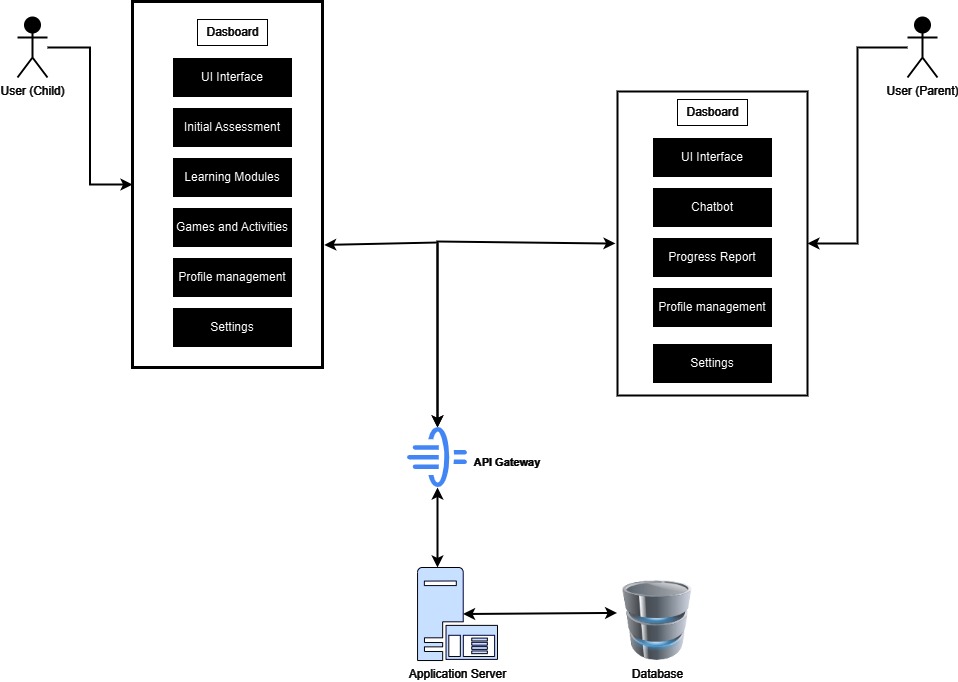 User (Child)
Dasboard
UI Interface
Initial Assessment
Learning Modules
Games and Activities
Profile management
Settings
User (Parent)
Dasboard
UI Interface
Chatbot
Progress Report
Profile management
Settings
API Gateway
Application Server
Database